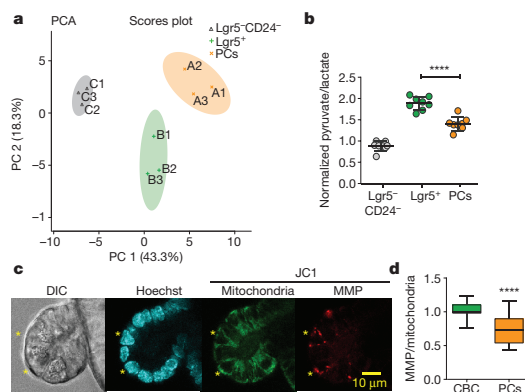 a
PCA
Scores plot
Lgr5⁻CD24⁻
Lgr5⁺
PCs
PC 2 (18.3%)
5
0
−5
−1
A2
A3
A1
C1
C3
C2
B1
B2
B3
−10
−5
0
5
10
PC 1 (43.3%)
b
Normalized pyruvate/lactate
2.5
2.0
1.5
1.0
0.5
0
****
Lgr5⁻
CD24⁻
Lgr5⁺
PCs
c
JC1
DIC
Hoechst
Mitochondria
MMP
*
*
*
*
*
*
*
*
10 µm
d
MMP/mitochondria
1.5
1.0
0.5
0
****
CBC
PCs